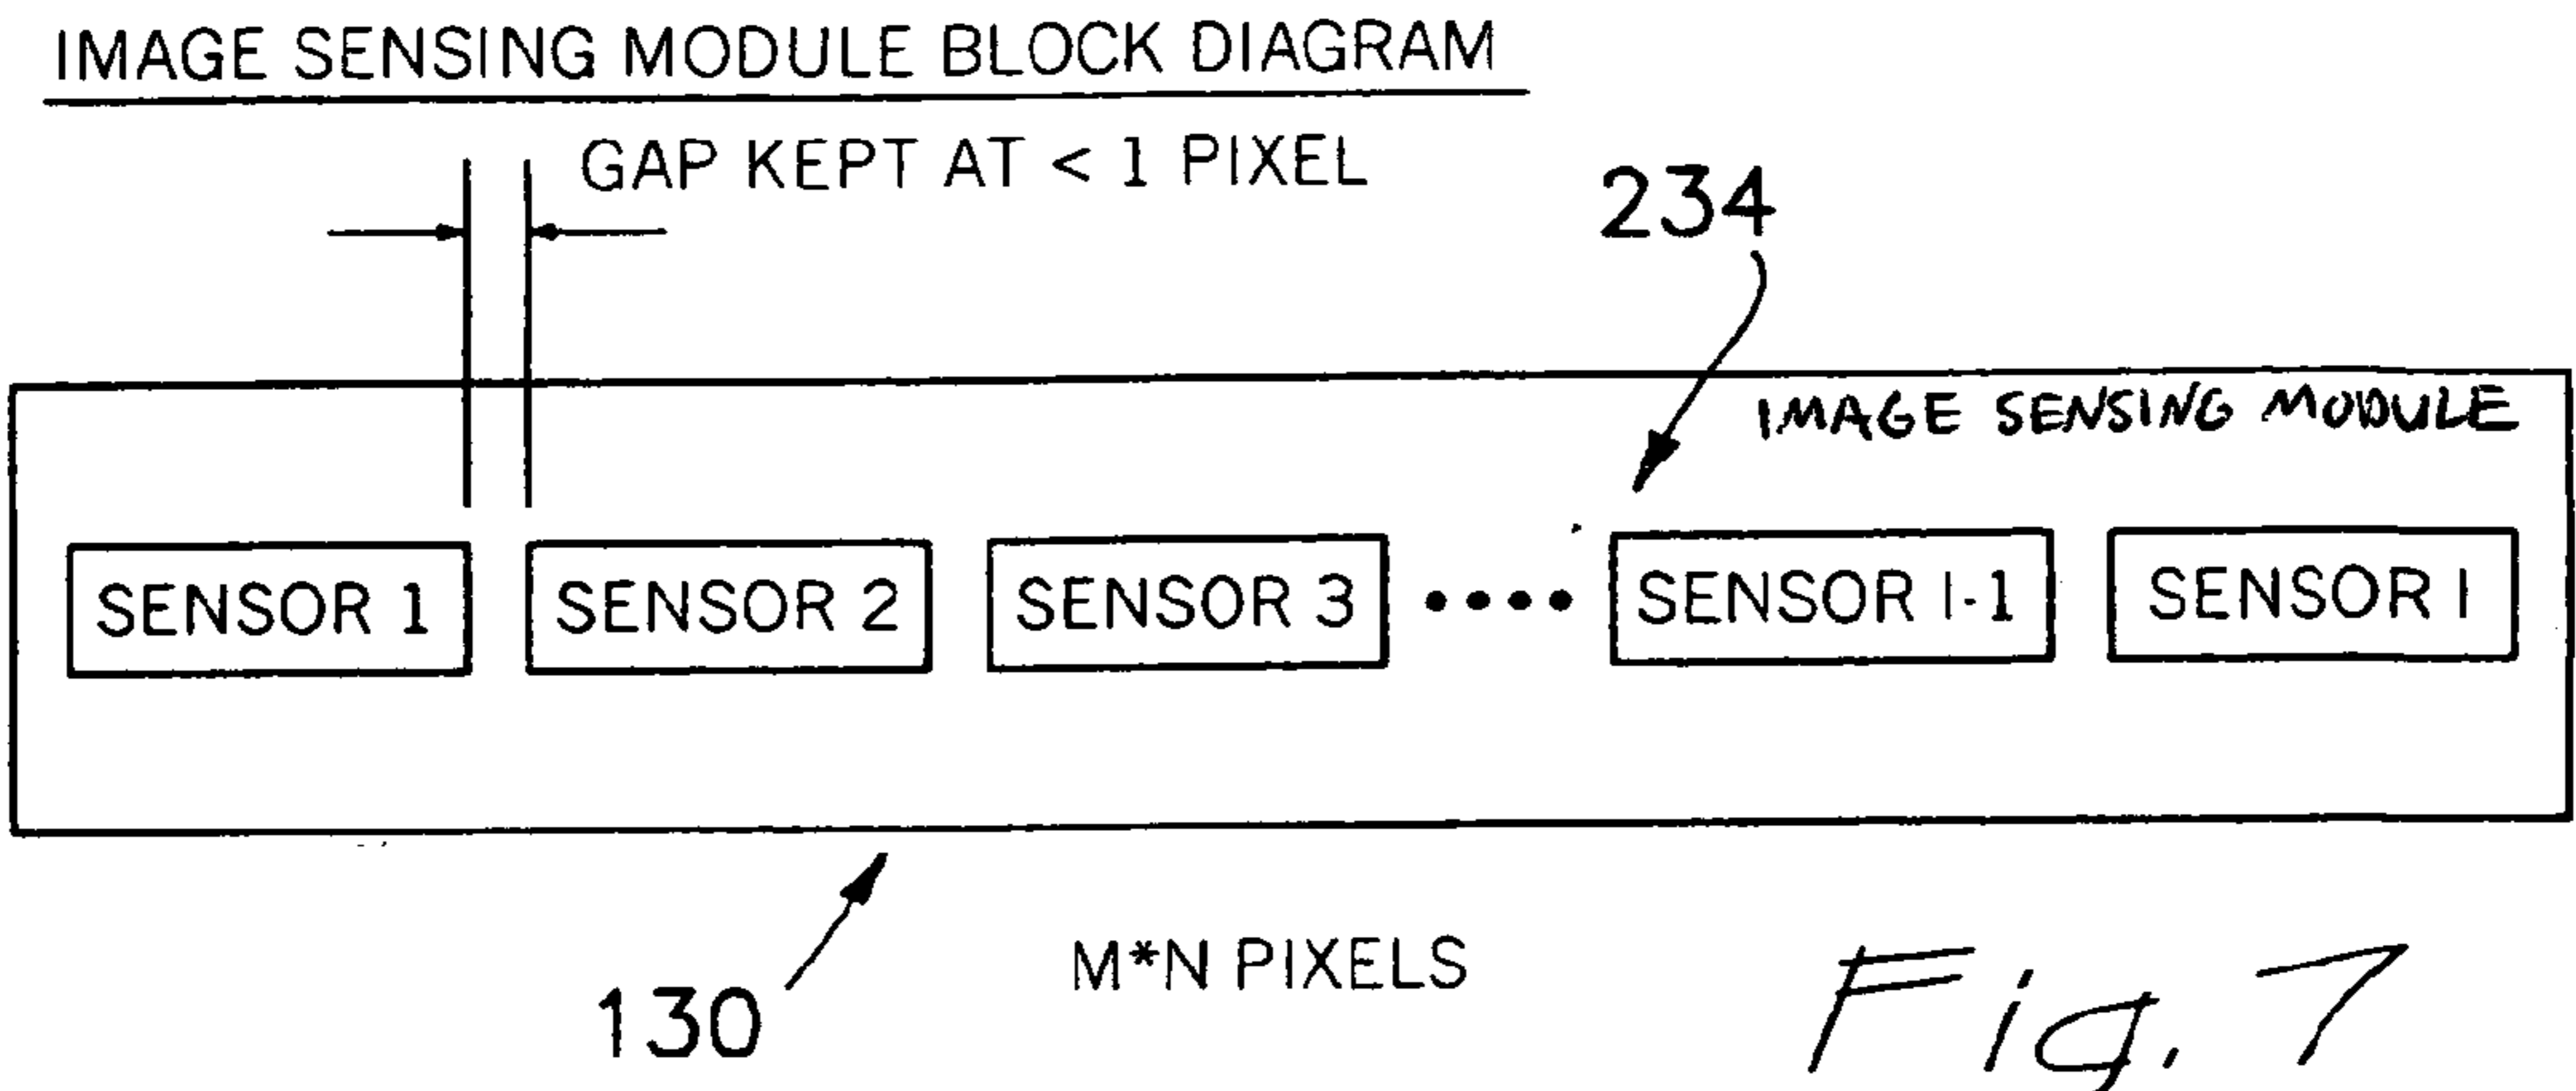 IMAGE SENSING MODULE BLOCK DIAGRAM
GAP KEPT AT < 1 PIXEL
234
IMAGE SENSING MODULE
SENSOR 1
SENSOR 2
SENSOR 3
••••
SENSOR I-1
SENSOR I
130
M*N PIXELS
Fig. 7